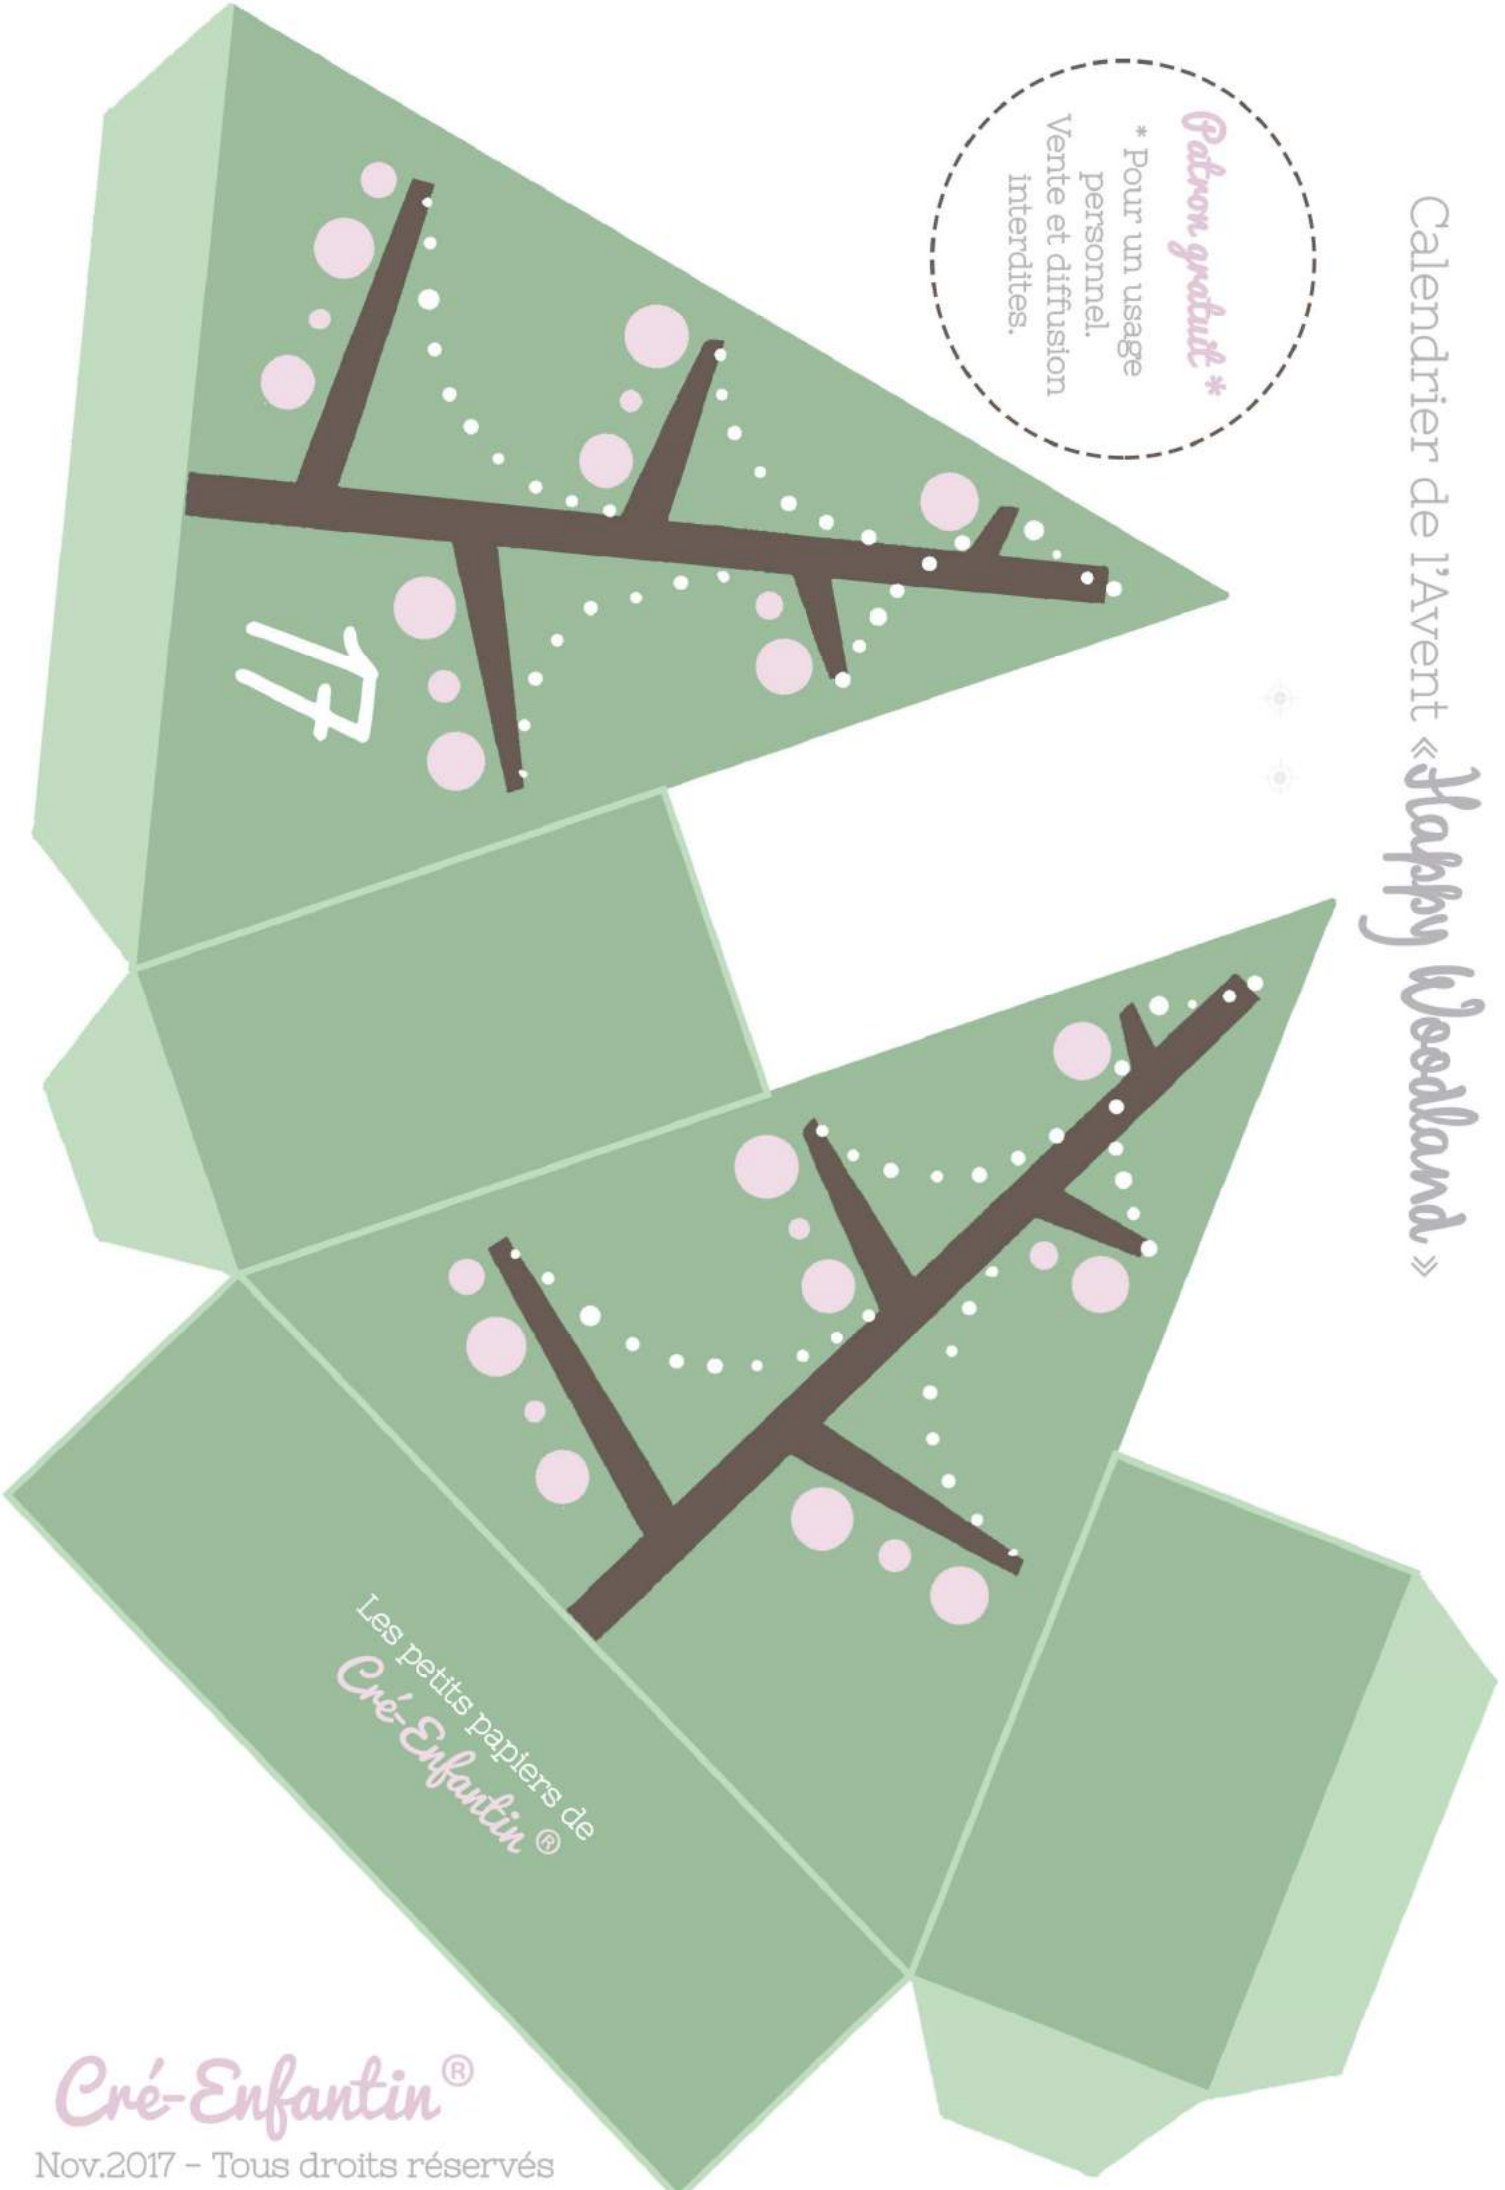 Calendrier de l'Avent «Happy Woodland»
Patron gratuit *
* Pour un usage
personnel.
Vente et diffusion
interdites.
17
Les petits papiers de
Cré-Enfantin ®
Cré-Enfantin®
Nov.2017 – Tous droits réservés